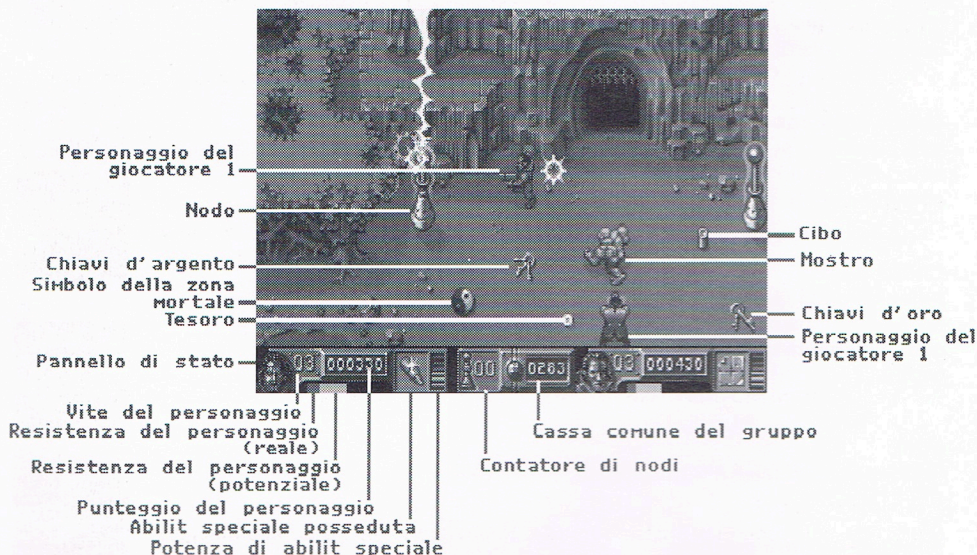 Personaggio del
giocatore 1
Nodo
Chiavi d'argento
Simbolo della zona
mortale
Tesoro
Pannello di stato
Cibo
Mostro
Chiavi d'oro
Personaggio del
giocatore 1
03 000330 00 0203 03 000430
Vite del personaggio
Resistenza del personaggio
(reale)
Resistenza del personaggio
(potenziale)
Punteggio del personaggio
Abilit speciale posseduta
Potenza di abilit speciale
Cassa comune del gruppo
Contatore di nodi